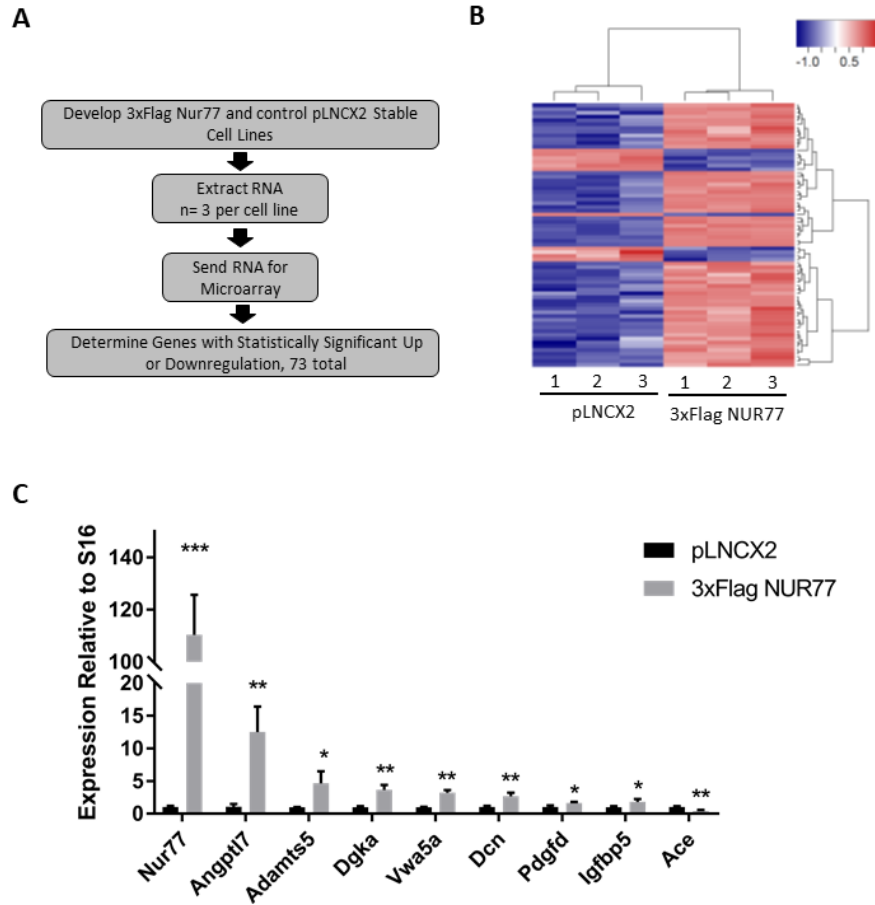 A
Develop 3xFlag Nur77 and control pLNCX2 Stable
Cell Lines
Extract RNA
n= 3 per cell line
Send RNA for
Microarray
Determine Genes with Statistically Significant Up
or Downregulation, 73 total
B
-1.0 0.5
1 2 3 1 2 3
pLNCX2 3xFlag NUR77
C
Expression Relative to S16
140
120
100
20
15
10
5
0
*** ** * ** ** ** * * **
pLNCX2
3xFlag NUR77
Nur77 Angptl7 Adamts5 Dgka Vwa5a Dcn Pdgfd Igfbp5 Ace